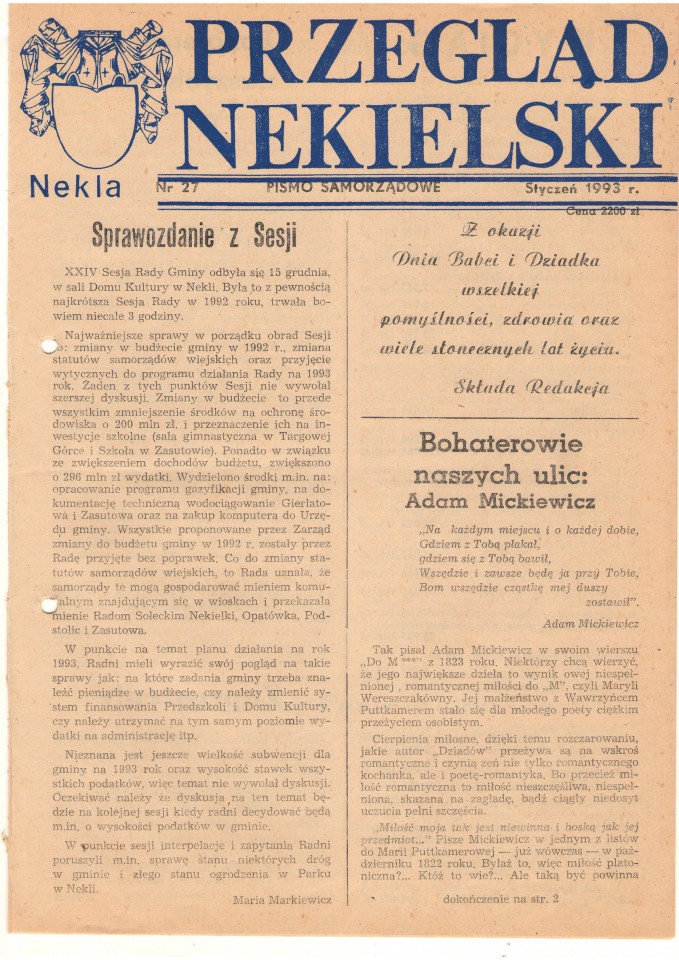 PRZEGLĄD
NEKIELSKI
Nekla
Nr 27 PISMO SAMORZĄDOWE Styczeń 1993 r.
Cena 2200 zł
Sprawozdanie z Sesji
XXIV Sesja Rady Gminy odbyła się 15 grudnia,
w sali Domu Kultury w Nekli. Była to z pewnością
najkrótsza Sesja Rady w 1992 roku, trwała bo-
wiem niecałe 3 godziny.
Najważniejsze sprawy w porządku obrad Sesji
to: zmiany w budżecie gminy w 1992 r., zmiana
statutów samorządów wiejskich oraz przyjęcie
wytycznych do programu działania Rady na 1993
rok. Żaden z tych punktów Sesji nie wywołał
szerszej dyskusji. Zmiany w budżecie to przede
wszystkim zmniejszenie środków na ochronę śro-
dowiska o 200 mln zł, i przeznaczenie ich na in-
westycje szkolne (sala gimnastyczna w Targowej
Górce i Szkoła w Zasutowie). Ponadto w związku
ze zwiększeniem dochodów budżetu, zwiększono
o 296 mln zł wydatki. Wydzielono środki m.in. na:
opracowanie programu gazyfikacji gminy, na do-
kumentację techniczną wodociągowanie Gierłato-
wa i Zasutowa oraz na zakup komputera do Urzę-
du gminy. Wszystkie proponowane przez Zarząd
zmiany do budżetu gminy w 1992 r. zostały przez
Radę przyjęte bez poprawek. Co do zmiany sta-
tutów samorządów wiejskich, to Rada uznała, że
samorządy te mogą gospodarować mieniem komu-
nalnym znajdującym się w wioskach i przekazała
mienie Radom Sołeckim Nekielki, Opatówka, Pod-
stolic i Zasutowa.
W punkcie na temat planu działania na rok
1993, Radni mieli wyrazić swój pogląd na takie
sprawy jak: na które zadania gminy trzeba zna-
leźć pieniądze w budżecie, czy należy zmienić sy-
stem finansowania Przedszkoli i Domu Kultury,
czy należy utrzymać na tym samym poziomie wy-
datki na administrację itp.
Nieznana jest jeszcze wielkość subwencji dla
gminy na 1993 rok oraz wysokość stawek wszy-
stkich podatków, więc temat nie wywołał dyskusji.
Oczekiwać należy że dyskusja na ten temat bę-
dzie na kolejnej sesji kiedy radni decydować będą
m.in. o wysokości podatków w gminie.
W punkcie sesji interpelacje i zapytania Radni
poruszyli m.in. sprawę stanu niektórych dróg
w gminie i złego stanu ogrodzenia w Parku
w Nekli.
Maria Markiewicz
Z okazji
Dnia Babci i Dziadka
wszelkiej
pomyślności, zdrowia oraz
wiele słonecznych lat życia.
Składa Redakcja
Bohaterowie
naszych ulic:
Adam Mickiewicz
„Na każdym miejscu i o każdej dobie,
Gdziem z Tobą płakał,
gdziem się z Tobą bawił,
Wszędzie i zawsze będę ja przy Tobie,
Bom wszędzie cząstkę mej duszy
zostawił”.
Adam Mickiewicz
Tak pisał Adam Mickiewicz w swoim wierszu
„Do M***” z 1823 roku. Niektórzy chcą wierzyć,
że jego największe dzieła to wynik owej niespeł-
nionej , romantycznej miłości do „M”, czyli Maryli
Wereszczakówny. Jej małżeństwo z Wawrzyńcem
Puttkamerem stało się dla młodego poety ciężkim
przeżyciem osobistym.
Cierpienia miłosne, dzięki temu rozczarowaniu,
jakie autor „Dziadów” przeżywa są na wskroś
romantyczne i czynią zeń nie tylko romantycznego
kochanka, ale i poetę-romantyka. Bo przecież mi-
łość romantyczna to miłość nieszczęśliwa, niespeł-
niona, skazana na zagładę, bądź ciągły niedosyt
uczucia pełni szczęścia.
„Miłość moja tak jest niewinna i boską jak jej
przedmiot...” Pisze Mickiewicz w jednym z listów
do Marii Puttkamerowej — już wówczas — w paź-
dzierniku 1822 roku. Byłaż to, więc miłość plato-
niczna?... Któż to wie?... Ale taką być powinna
dokończenie na str. 2